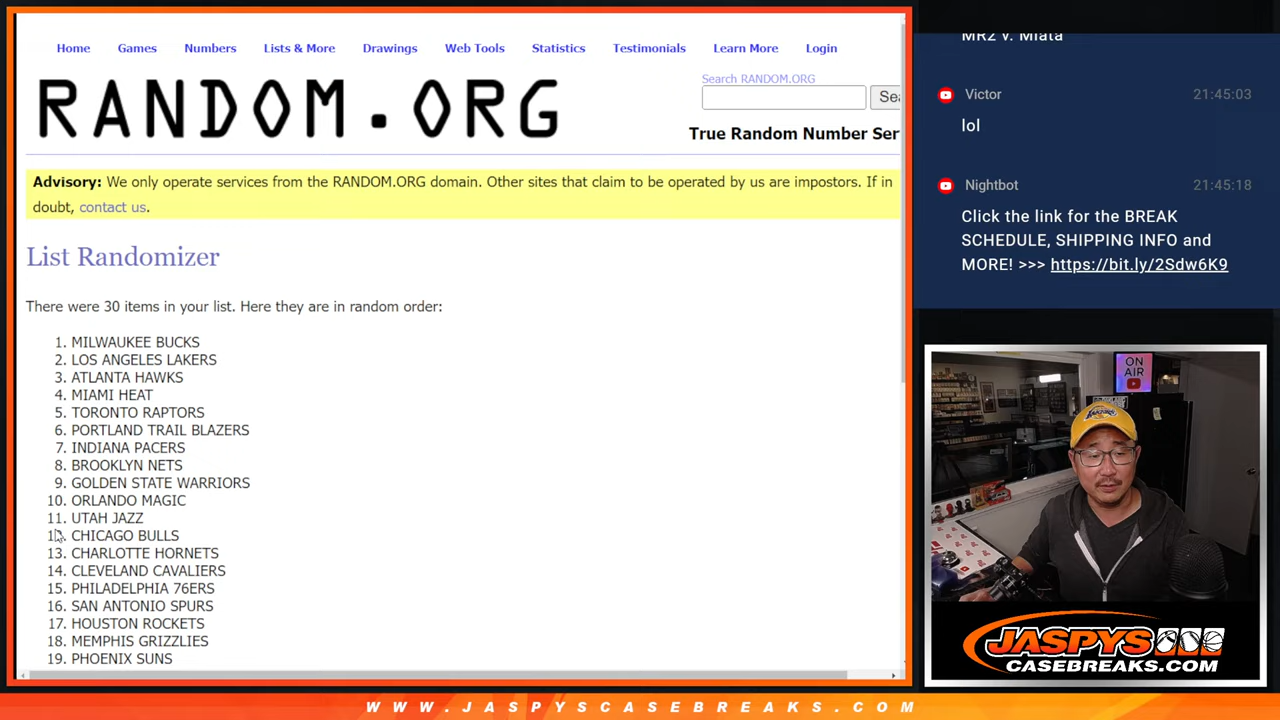 Home Games Numbers Lists & More Drawings Web Tools Statistics Testimonials Learn More Login
RANDOM.ORG
Search RANDOM.ORG
Sea
True Random Number Ser
Advisory: We only operate services from the RANDOM.ORG domain. Other sites that claim to be operated by us are impostors. If in
doubt, contact us.
List Randomizer
There were 30 items in your list. Here they are in random order:
1. MILWAUKEE BUCKS
2. LOS ANGELES LAKERS
3. ATLANTA HAWKS
4. MIAMI HEAT
5. TORONTO RAPTORS
6. PORTLAND TRAIL BLAZERS
7. INDIANA PACERS
8. BROOKLYN NETS
9. GOLDEN STATE WARRIORS
10. ORLANDO MAGIC
11. UTAH JAZZ
12. CHICAGO BULLS
13. CHARLOTTE HORNETS
14. CLEVELAND CAVALIERS
15. PHILADELPHIA 76ERS
16. SAN ANTONIO SPURS
17. HOUSTON ROCKETS
18. MEMPHIS GRIZZLIES
19. PHOENIX SUNS
MR2 v. Miata
Victor 21:45:03
lol
Nightbot 21:45:18
Click the link for the BREAK
SCHEDULE, SHIPPING INFO and
MORE! >>> https://bit.ly/2Sdw6K9
ON
AIR
JASPYS
CASEBREAKS.COM
WWW.JASPYSCASEBREAKS.COM